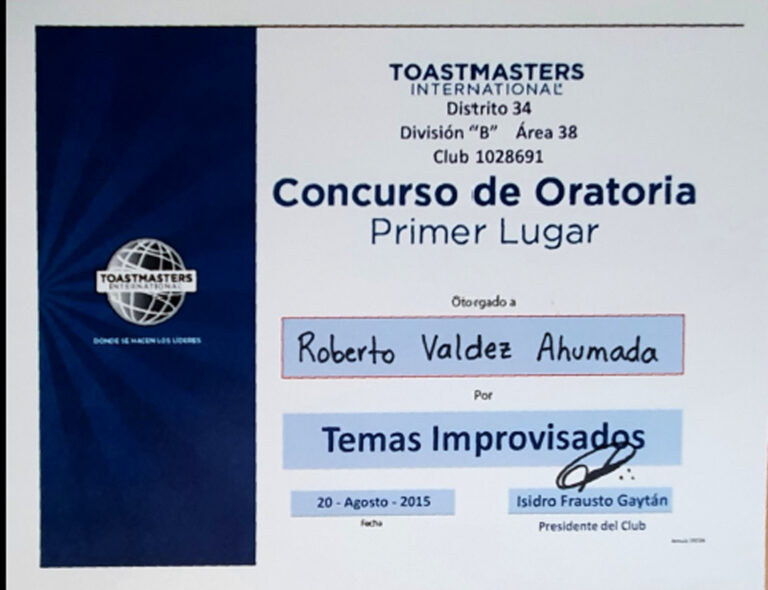 TOASTMASTERS
INTERNATIONAL
Distrito 34
División "B" Área 38
Club 1028691
Concurso de Oratoria
Primer Lugar
TOASTMASTERS
INTERNATIONAL
DONDE SE HACEN LOS LÍDERES
Otorgado a
Roberto Valdez Ahumada
Por
Temas Improvisados
20 - Agosto - 2015
Isidro Frausto Gaytán
Fecha
Presidente del Club